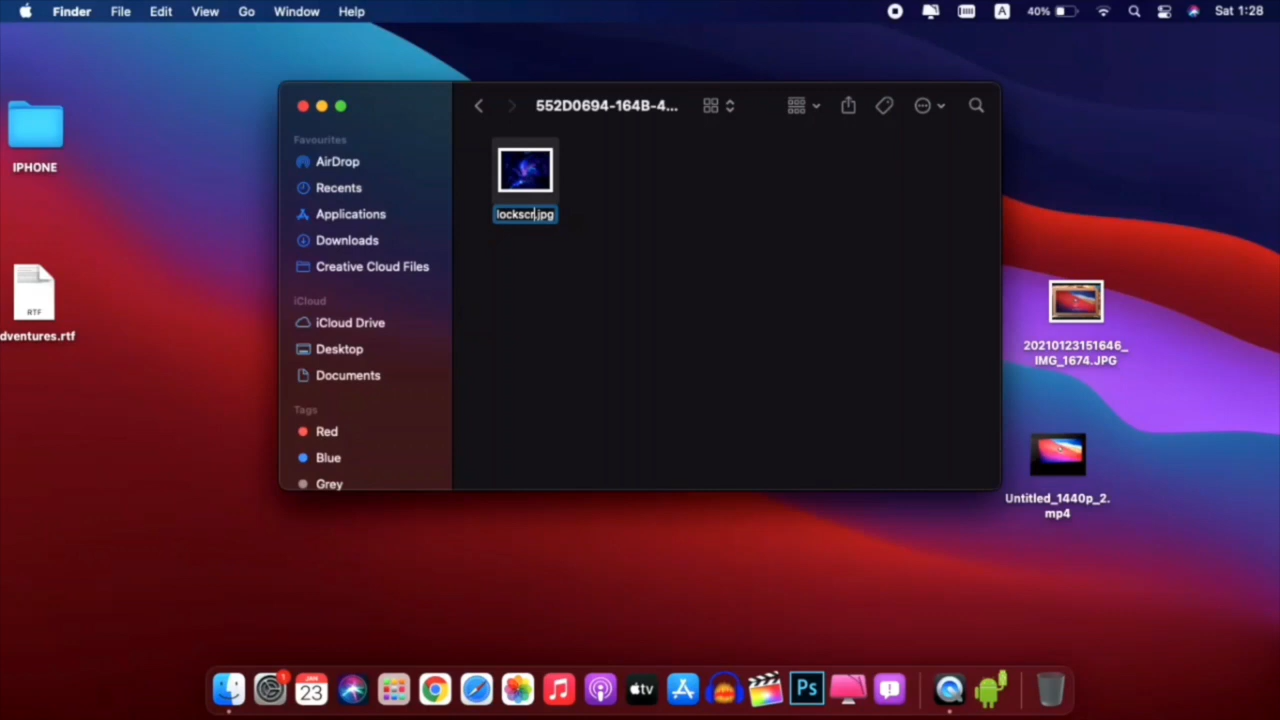 Finder File Edit View Go Window Help
A 40% Sat 1:28
552D0694-164B-4...
Favourites
AirDrop
Recents
Applications
Downloads
Creative Cloud Files
iCloud
iCloud Drive
Desktop
Documents
Tags
Red
Blue
Grey
lockscr.jpg
IPHONE
RTF
dventures.rtf
20210123151646_
IMG_1674.JPG
Untitled_1440p_2.
mp4
JAN
23
1
tv
Ps